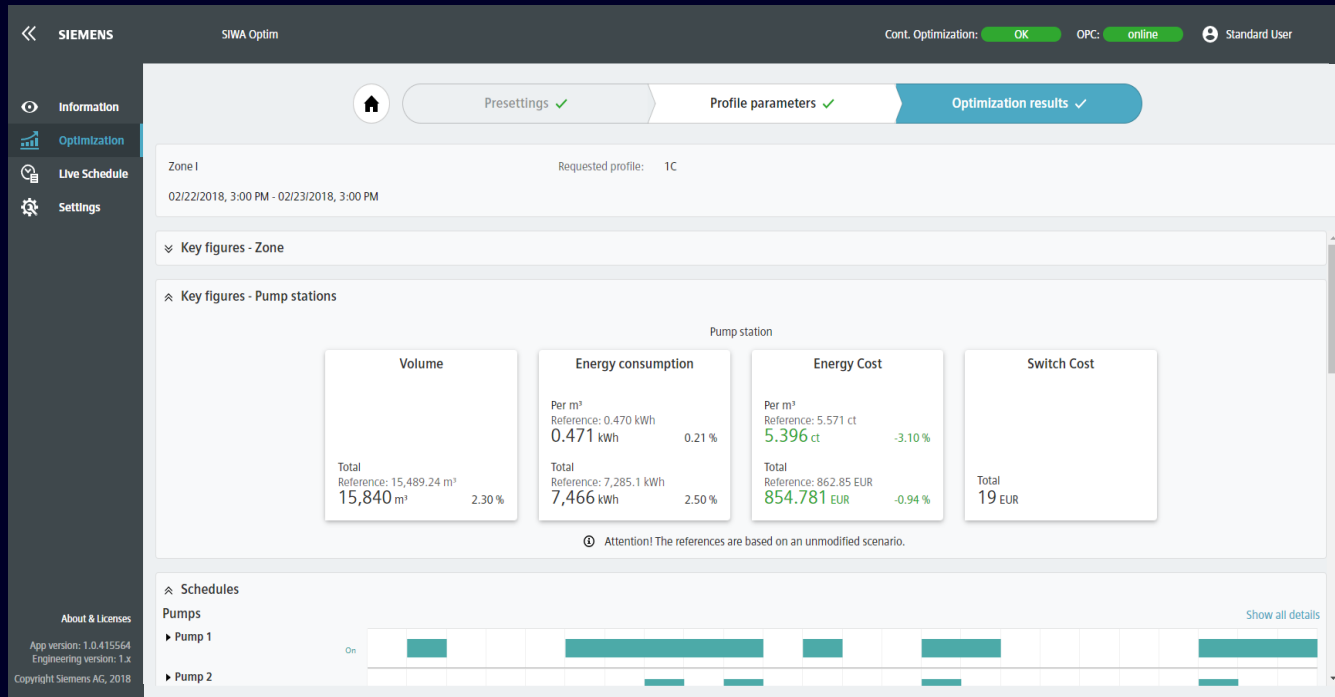 SIEMENS
SIWA Optim
Cont. Optimization: OK OPC: online Standard User
Information
Optimization
Live Schedule
Settings
Presettings
Profile parameters
Optimization results
Zone I
Requested profile: 1C
02/22/2018, 3:00 PM - 02/23/2018, 3:00 PM
Key figures - Zone
Key figures - Pump stations
Pump station
Volume
Total
Reference: 15,489.24 m³
15,840 m³ 2.30 %
Energy consumption
Per m³
Reference: 0.470 kWh
0.471 kWh 0.21 %
Total
Reference: 7,285.1 kWh
7,466 kWh 2.50 %
Energy Cost
Per m³
Reference: 5.571 ct
5.396 ct -3.10 %
Total
Reference: 862.85 EUR
854.781 EUR -0.94 %
Switch Cost
Total
19 EUR
Attention! The references are based on an unmodified scenario.
Schedules
Pumps
Show all details
Pump 1
On
Pump 2
About & Licenses
App version: 1.0.415564
Engineering version: 1.x
Copyright Siemens AG, 2018